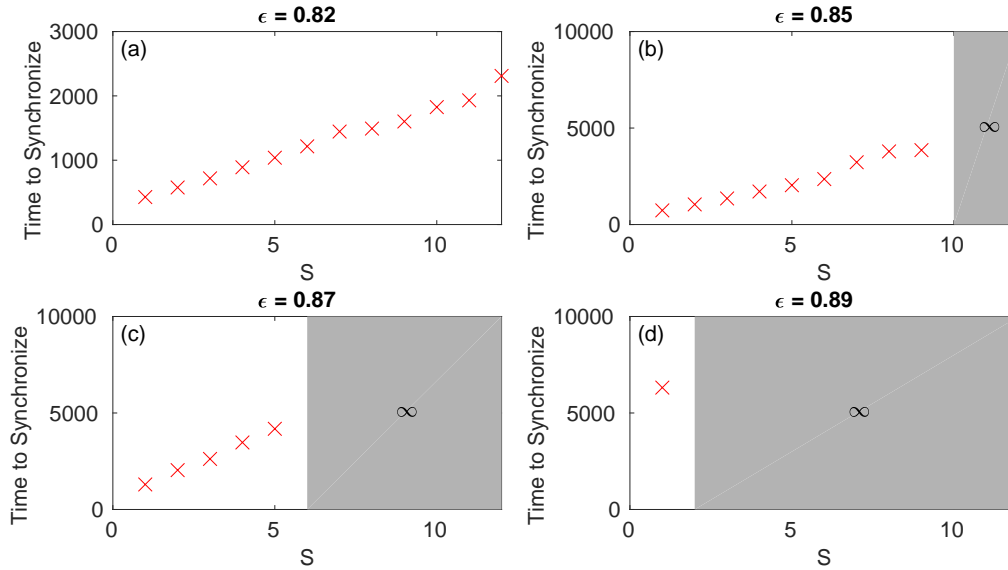 ϵ = 0.82
(a)
3000
2000
1000
0
Time to Synchronize
0
5
10
S
ϵ = 0.85
(b)
10000
5000
0
Time to Synchronize
∞
0
5
10
S
ϵ = 0.87
(c)
10000
5000
0
Time to Synchronize
∞
0
5
10
S
ϵ = 0.89
(d)
10000
5000
0
Time to Synchronize
∞
0
5
10
S